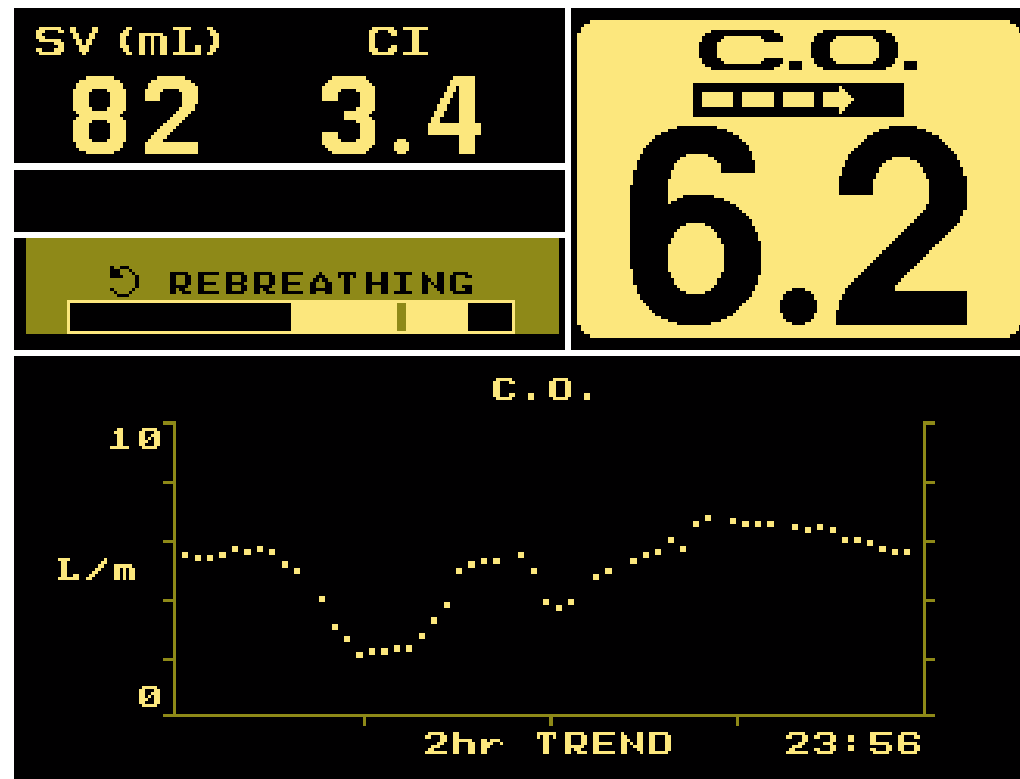 SV (mL) CI
82 3.4
C.O.
6.2
REBREATHING
C.O.
10
L/m
0
2hr TREND 23:56